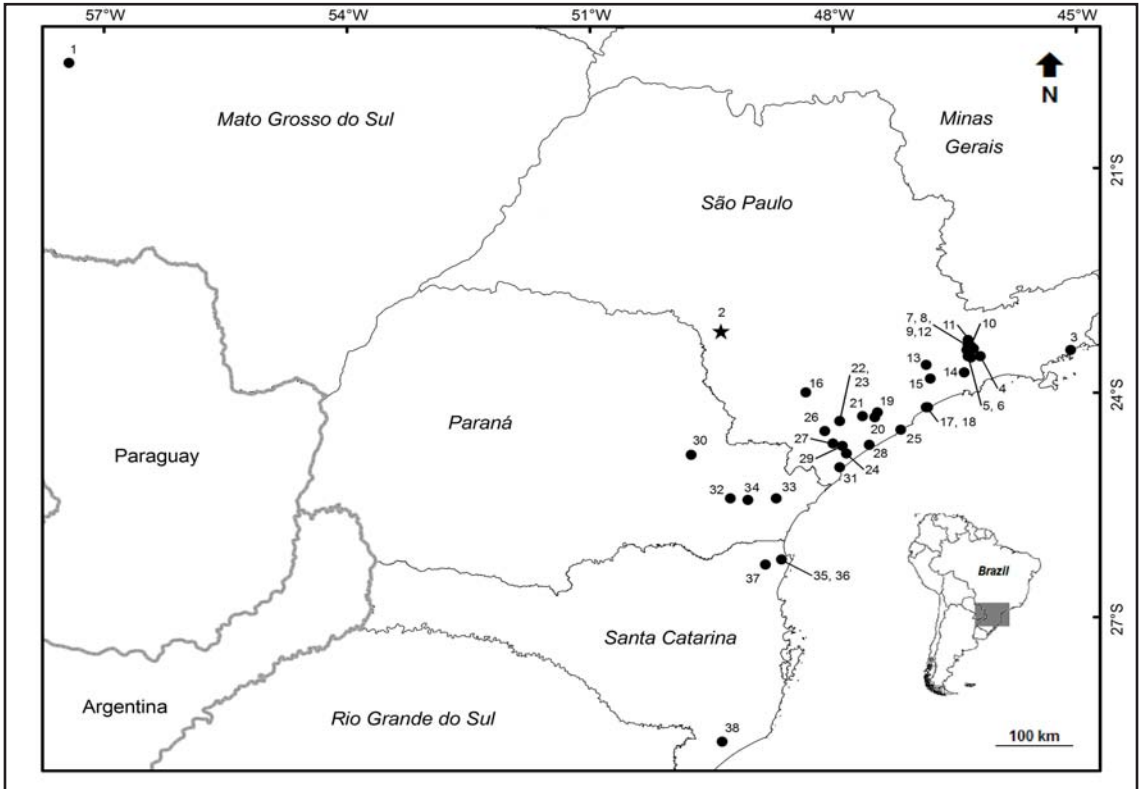 57°W
54°W
51°W
48°W
45°W
1
N
Mato Grosso do Sul
Minas
Gerais
21°S
São Paulo
2
7, 8,
9,12
11
10
3
13
14
4
15
5, 6
16
22,
23
21
19
24°S
17, 18
Paraná
26
20
25
27
28
30
29
24
31
Paraguay
32
34
33
37
35, 36
Brazil
27°S
Santa Catarina
Argentina
Rio Grande do Sul
38
100 km